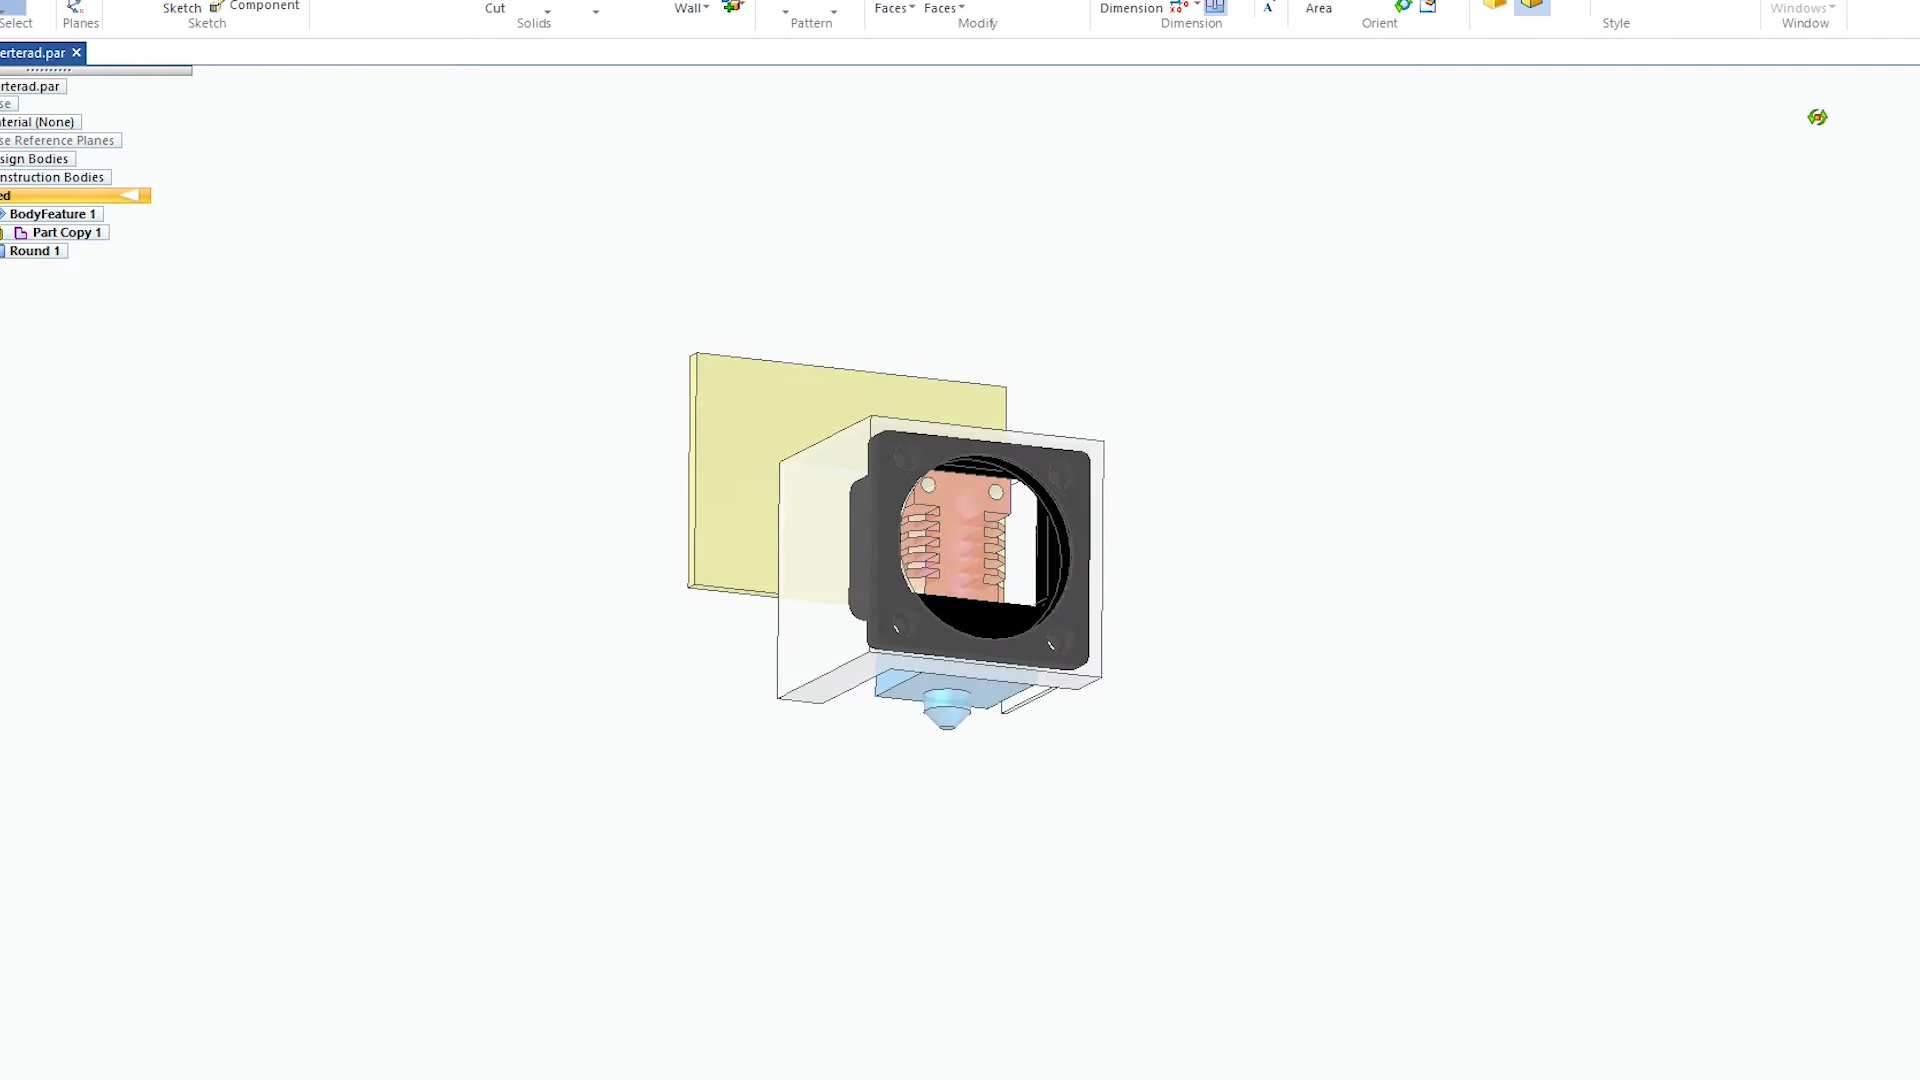 Sketch Component Cut Wall Faces Faces Dimension A Area Windows
Select Planes Sketch Solids Pattern Modify Dimension Orient Style Window
erterad.par
rterad.par
se
terial (None)
se Reference Planes
sign Bodies
nstruction Bodies
ed
BodyFeature 1
Part Copy 1
Round 1